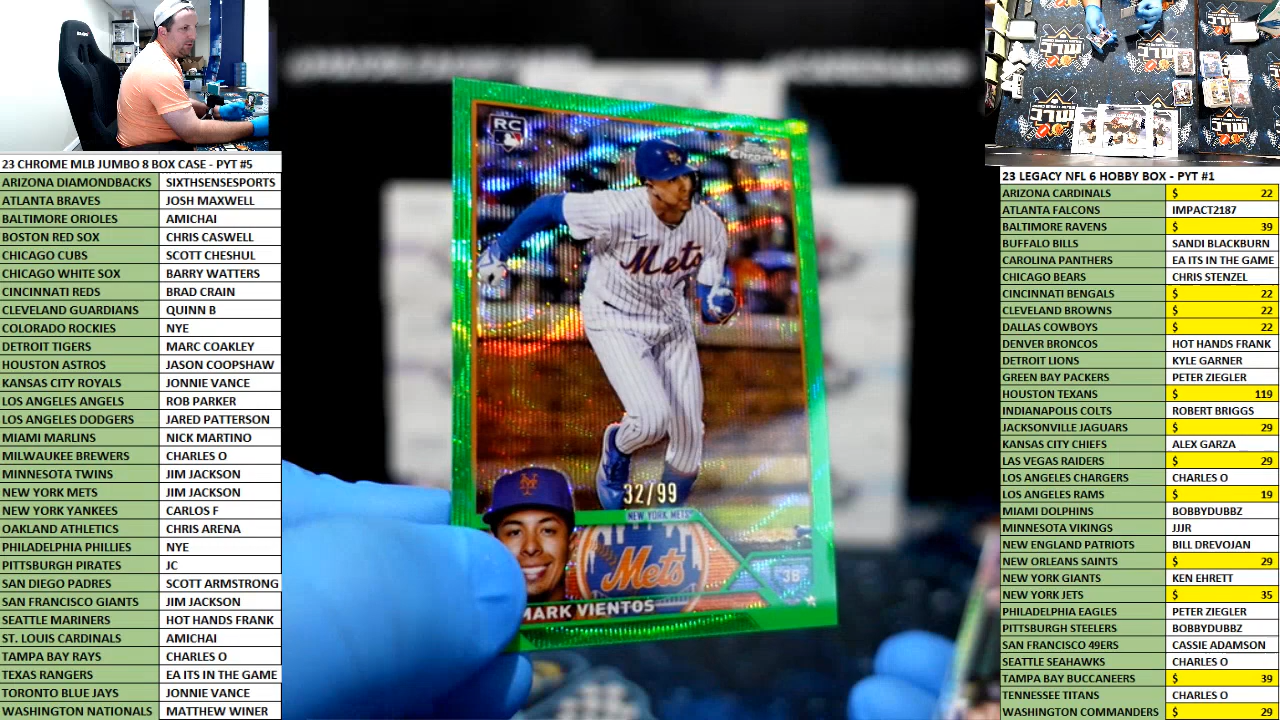 23 CHROME MLB JUMBO 8 BOX CASE - PYT #5
ARIZONA DIAMONDBACKS SIXTHSENSESPORTS
ATLANTA BRAVES JOSH MAXWELL
BALTIMORE ORIOLES AMICHAI
BOSTON RED SOX CHRIS CASWELL
CHICAGO CUBS SCOTT CHESHUL
CHICAGO WHITE SOX BARRY WATTERS
CINCINNATI REDS BRAD CRAIN
CLEVELAND GUARDIANS QUINN B
COLORADO ROCKIES NYE
DETROIT TIGERS MARC COAKLEY
HOUSTON ASTROS JASON COOPSHAW
KANSAS CITY ROYALS JONNIE VANCE
LOS ANGELES ANGELS ROB PARKER
LOS ANGELES DODGERS JARED PATTERSON
MIAMI MARLINS NICK MARTINO
MILWAUKEE BREWERS CHARLES O
MINNESOTA TWINS JIM JACKSON
NEW YORK METS JIM JACKSON
NEW YORK YANKEES CARLOS F
OAKLAND ATHLETICS CHRIS ARENA
PHILADELPHIA PHILLIES NYE
PITTSBURGH PIRATES JC
SAN DIEGO PADRES SCOTT ARMSTRONG
SAN FRANCISCO GIANTS JIM JACKSON
SEATTLE MARINERS HOT HANDS FRANK
ST. LOUIS CARDINALS AMICHAI
TAMPA BAY RAYS CHARLES O
TEXAS RANGERS EA ITS IN THE GAME
TORONTO BLUE JAYS JONNIE VANCE
WASHINGTON NATIONALS MATTHEW WINER
RC
Chrome
Mets
32/99
NEW YORK METS
Mets
3B
MARK VIENTOS
MLC
23 LEGACY NFL 6 HOBBY BOX - PYT #1
ARIZONA CARDINALS $ 22
ATLANTA FALCONS IMPACT2187
BALTIMORE RAVENS $ 39
BUFFALO BILLS SANDI BLACKBURN
CAROLINA PANTHERS EA ITS IN THE GAME
CHICAGO BEARS CHRIS STENZEL
CINCINNATI BENGALS $ 22
CLEVELAND BROWNS $ 22
DALLAS COWBOYS $ 22
DENVER BRONCOS HOT HANDS FRANK
DETROIT LIONS KYLE GARNER
GREEN BAY PACKERS PETER ZIEGLER
HOUSTON TEXANS $ 119
INDIANAPOLIS COLTS ROBERT BRIGGS
JACKSONVILLE JAGUARS $ 29
KANSAS CITY CHIEFS ALEX GARZA
LAS VEGAS RAIDERS $ 29
LOS ANGELES CHARGERS CHARLES O
LOS ANGELES RAMS $ 19
MIAMI DOLPHINS BOBBYDUBBZ
MINNESOTA VIKINGS JJJR
NEW ENGLAND PATRIOTS BILL DREVOJAN
NEW ORLEANS SAINTS $ 29
NEW YORK GIANTS KEN EHRETT
NEW YORK JETS $ 35
PHILADELPHIA EAGLES PETER ZIEGLER
PITTSBURGH STEELERS BOBBYDUBBZ
SAN FRANCISCO 49ERS CASSIE ADAMSON
SEATTLE SEAHAWKS CHARLES O
TAMPA BAY BUCCANEERS $ 39
TENNESSEE TITANS CHARLES O
WASHINGTON COMMANDERS $ 29